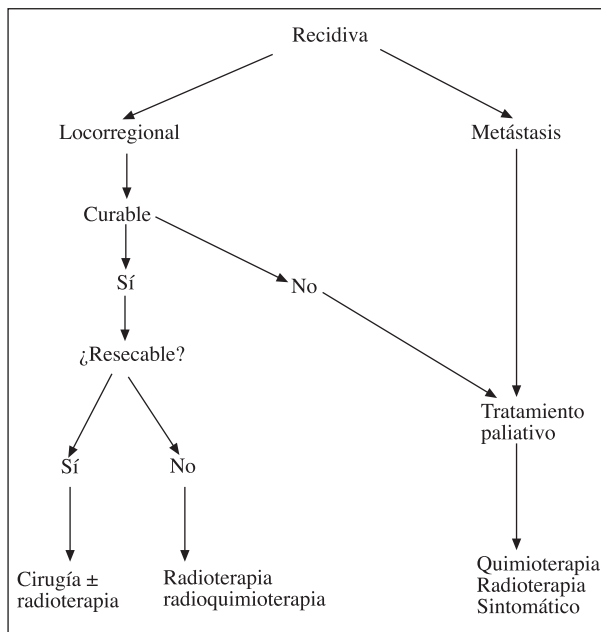 Recidiva
Locorregional
Metástasis
Curable
Sí
No
¿Resecable?
Tratamiento
paliativo
Sí
No
Cirugía ±
radioterapia
Radioterapia
radioquimioterapia
Quimioterapia
Radioterapia
Sintomático